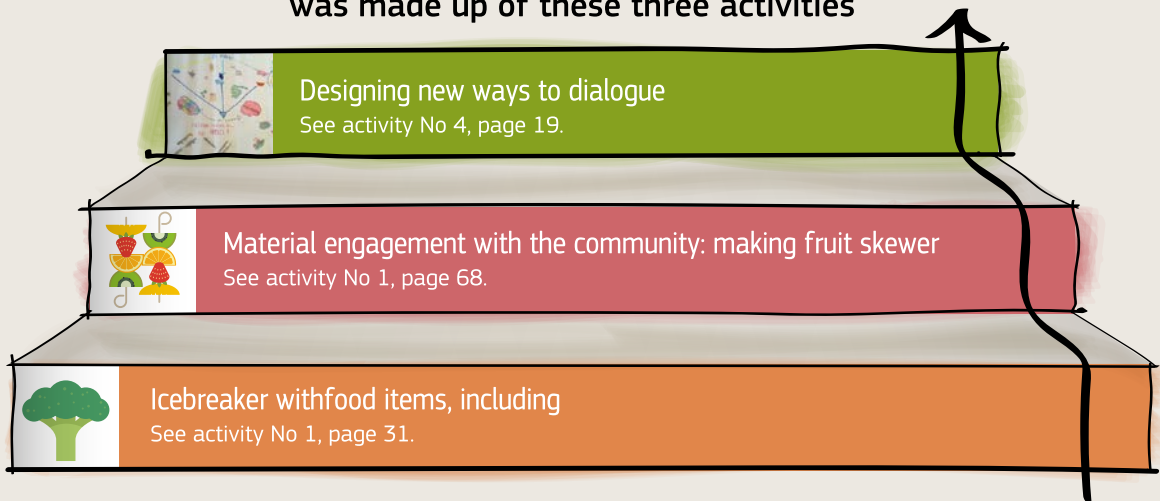 was made up of these three activities
Designing new ways to dialogue
See activity No 4, page 19.
Material engagement with the community: making fruit skewer
See activity No 1, page 68.
Icebreaker withfood items, including
See activity No 1, page 31.